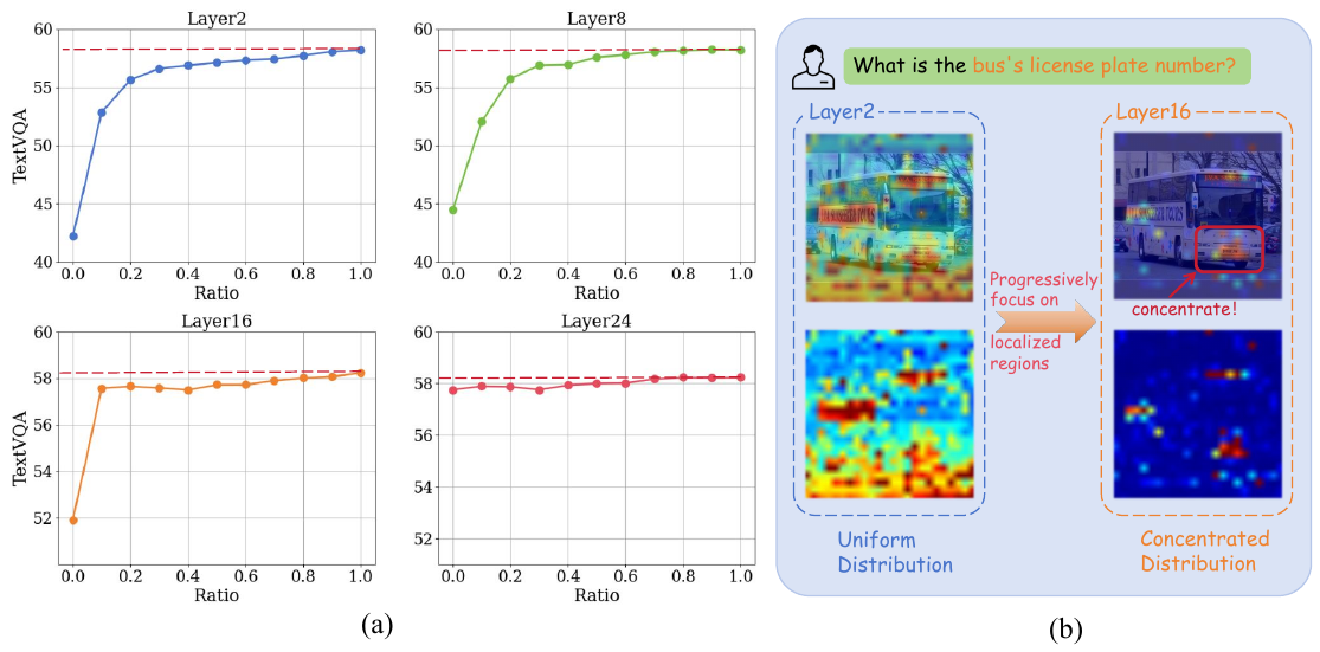 Layer2
60
55
50
45
40
TextVQA
0.0 0.2 0.4 0.6 0.8 1.0
Ratio
Layer8
60
55
50
45
40
0.0 0.2 0.4 0.6 0.8 1.0
Ratio
Layer16
60
58
56
54
52
TextVQA
0.0 0.2 0.4 0.6 0.8 1.0
Ratio
Layer24
60
58
56
54
52
0.0 0.2 0.4 0.6 0.8 1.0
Ratio
(a)
What is the bus's license plate number?
Layer2
Layer16
Progressively
focus on
localized
regions
concentrate!
Uniform
Distribution
Concentrated
Distribution
(b)